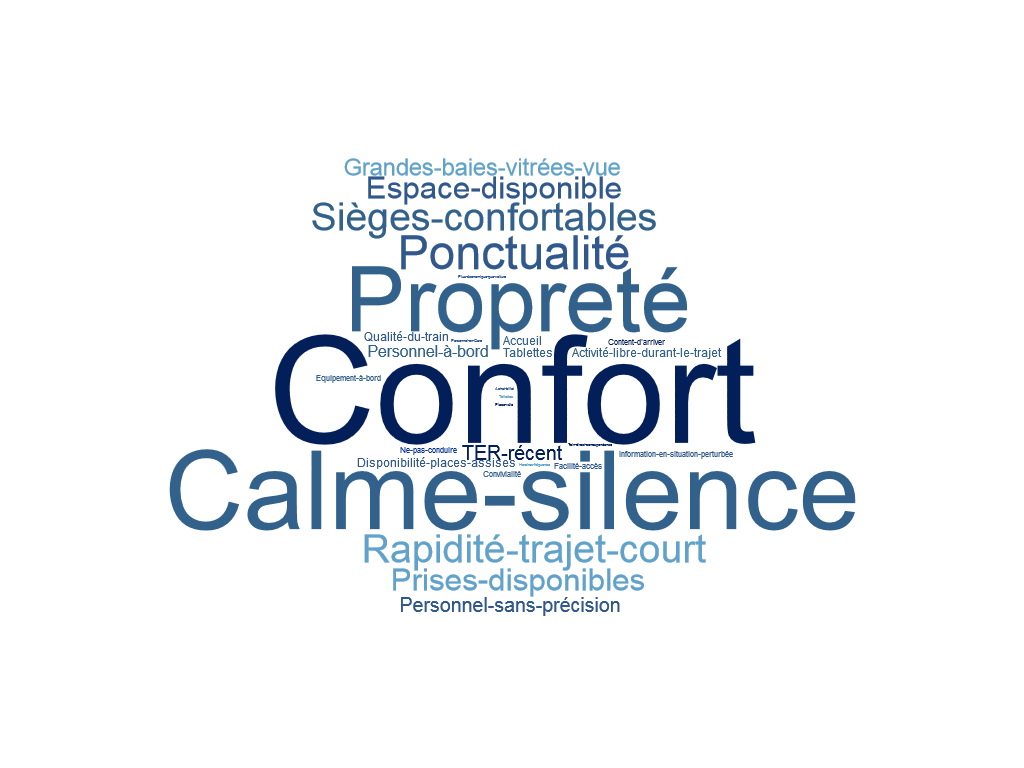 Grandes-baies-vitrées-vue
Espace-disponible
Sièges-confortables
Ponctualité
Propreté
Qualité-du-train
Accueil
Content-d'arriver
Personnel-à-bord
Tablettes
Activité-libre-durant-le-trajet
Confort
Equipement-à-bord
Ne-pas-conduire
TER-récent
Information-en-situation-perturbée
Disponibilité-places-assises
Facilité-accès
Convivialité
Calme-silence
Rapidité-trajet-court
Prises-disponibles
Personnel-sans-précision